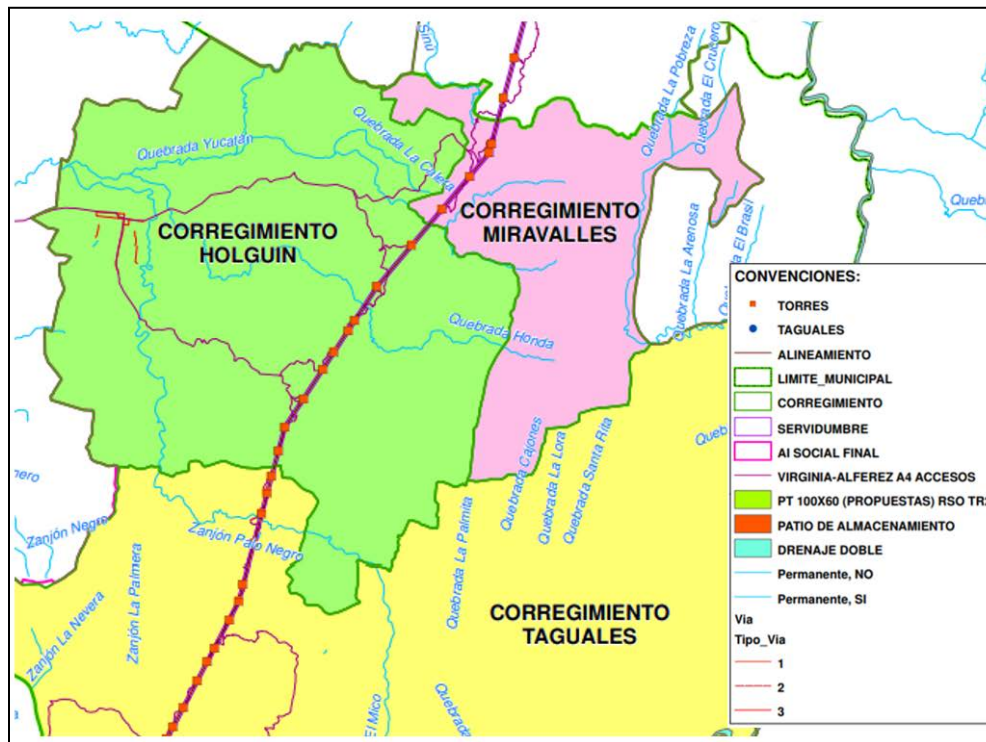 Sinú
Quebrada La Pobreza
Quebrada El Crucero
Quebrada Yucatán
Quebrada La Calera
CORREGIMIENTO
MIRAVALLES
CORREGIMIENTO
HOLGUIN
Quebrada La Arenosa
Quebrada Honda
Quebrada Cajones
Quebrada La Lora
Quebrada Santa Rita
Quebrada La Palmita
Zanjón Negro
Zanjón Palo Negro
Zanjón La Palmera
Zanjón La Nevera
CORREGIMIENTO
TAGUALES
El Mico
Quebrada
CONVENCIONES:
TORRES
TAGUALES
ALINEAMIENTO
LIMITE_MUNICIPAL
CORREGIMIENTO
SERVIDUMBRE
AI SOCIAL FINAL
VIRGINIA-ALFEREZ A4 ACCESOS
PT 100X60 (PROPUESTAS) RSO TR
PATIO DE ALMACENAMIENTO
DRENAJE DOBLE
Permanente, NO
Permanente, SI
Via
Tipo_Via
1
2
3